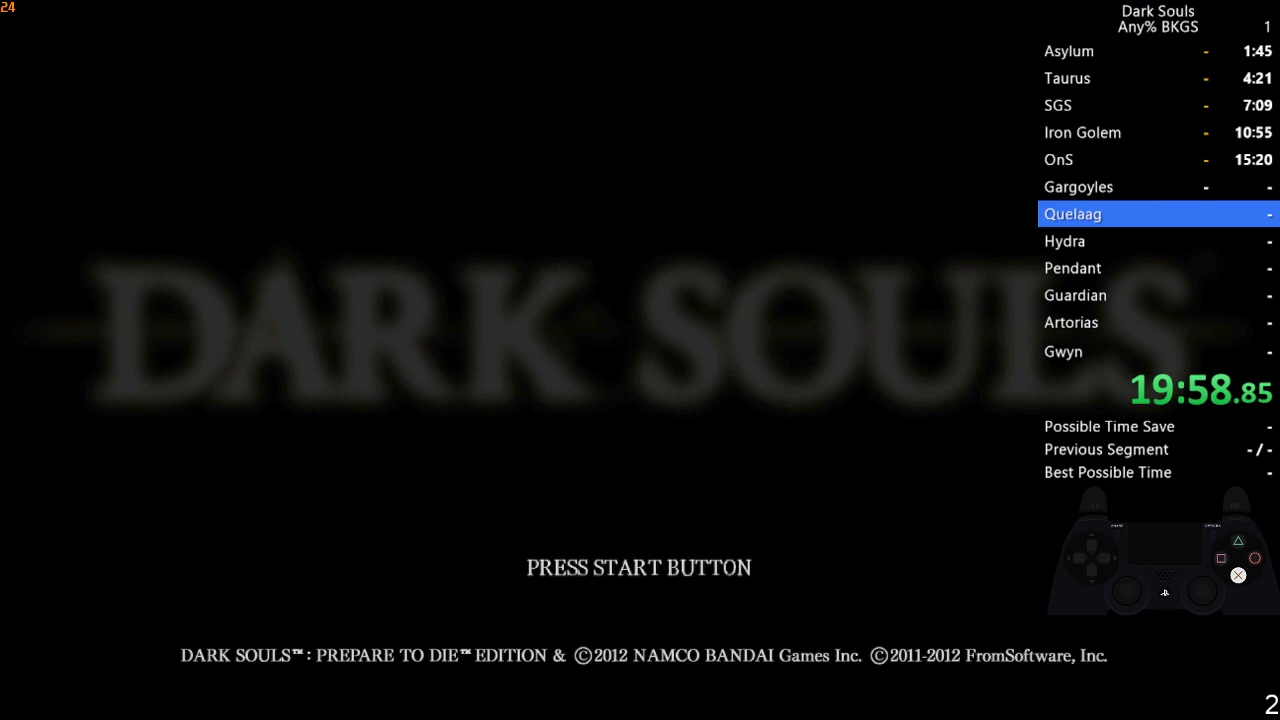 24
Dark Souls
Any% BKGS 1
Asylum - 1:45
Taurus - 4:21
SGS - 7:09
Iron Golem - 10:55
OnS - 15:20
Gargoyles - -
Quelaag -
Hydra -
Pendant -
Guardian -
Artorias -
Gwyn -
DARK SOULS
19:58.85
Possible Time Save -
Previous Segment - / -
Best Possible Time -
PRESS START BUTTON
DARK SOULS™: PREPARE TO DIE™ EDITION & ©2012 NAMCO BANDAI Games Inc. ©2011-2012 FromSoftware, Inc.
2